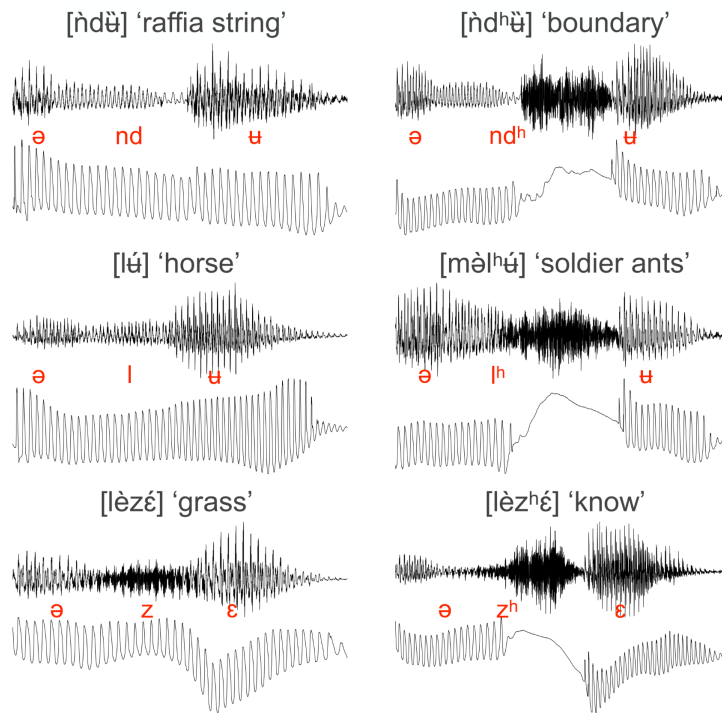 [ǹdʉ̏] ‘raffia string’
[ǹdʰʉ̏] ‘boundary’
ə nd ʉ
ə ndʰ ʉ
[lʉ́] ‘horse’
[mə̀lʰʉ́] ‘soldier ants’
ə l ʉ
ə lʰ ʉ
[lèzɛ́] ‘grass’
[lèzʰɛ́] ‘know’
ə z ɛ
ə zʰ ɛ